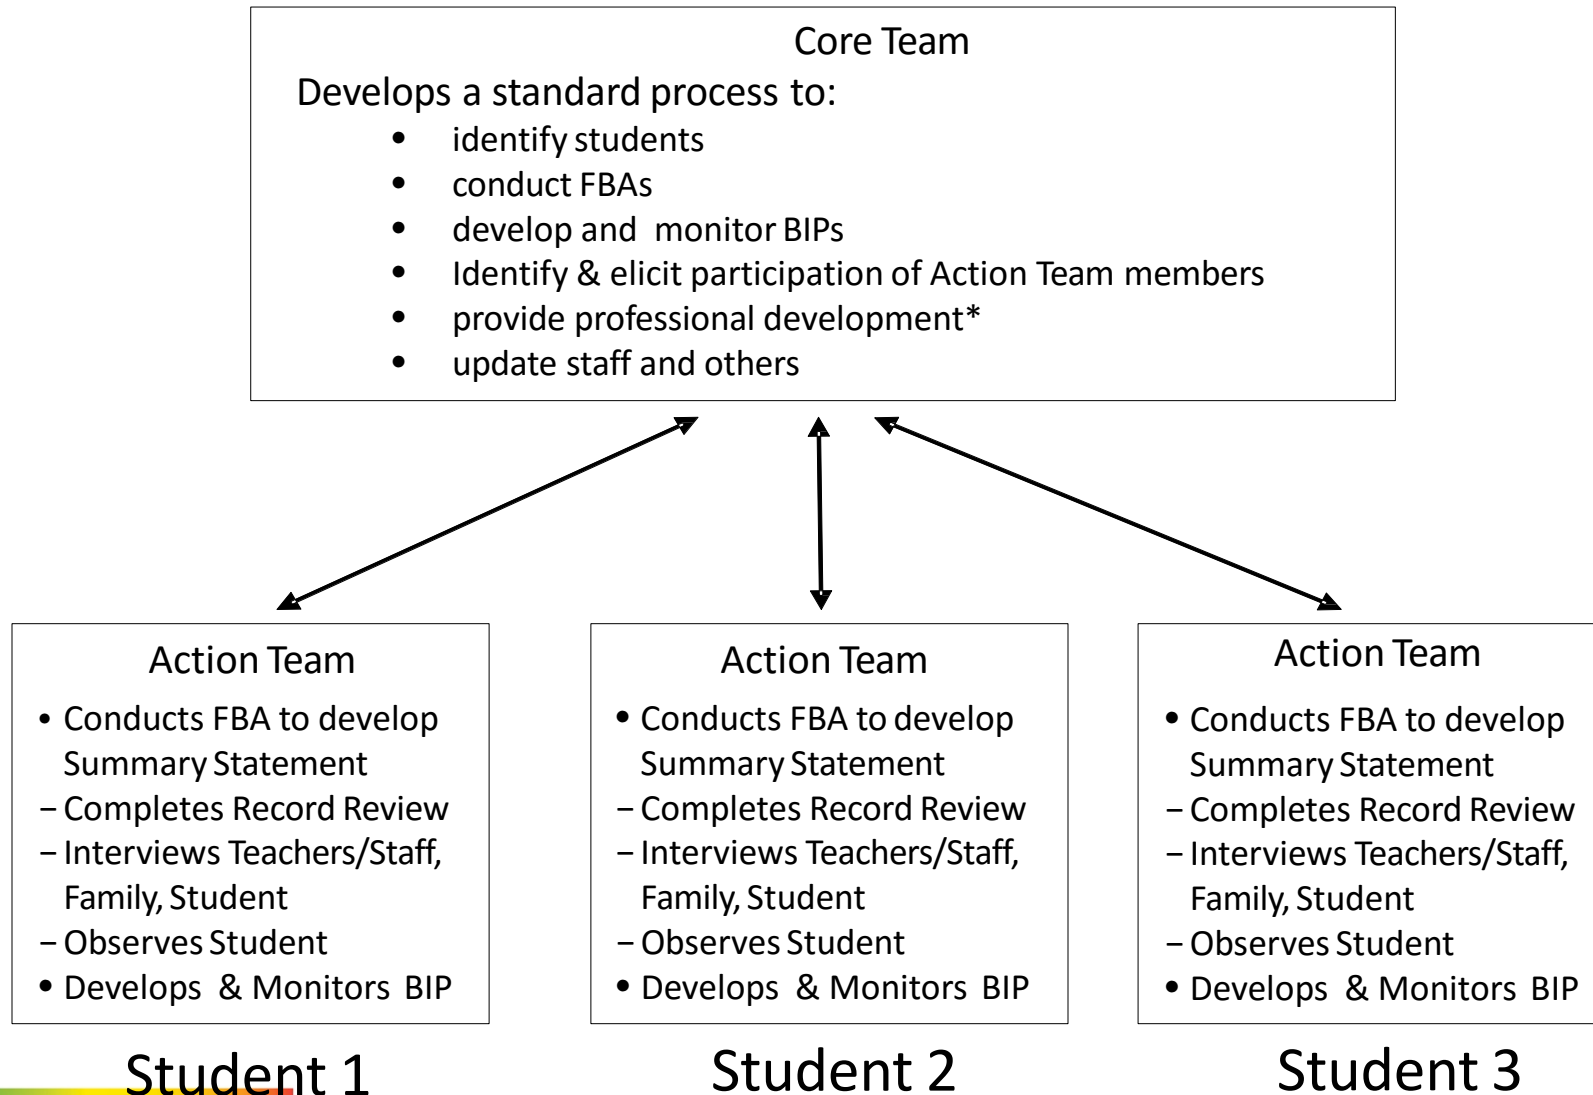 Core Team
Develops a standard process to:
• identify students
• conduct FBAs
• develop and monitor BIPs
• Identify & elicit participation of Action Team members
• provide professional development*
• update staff and others
Action Team
• Conducts FBA to develop
Summary Statement
– Completes Record Review
– Interviews Teachers/Staff,
Family, Student
– Observes Student
• Develops & Monitors BIP
Student 1
Action Team
• Conducts FBA to develop
Summary Statement
– Completes Record Review
– Interviews Teachers/Staff,
Family, Student
– Observes Student
• Develops & Monitors BIP
Student 2
Action Team
• Conducts FBA to develop
Summary Statement
– Completes Record Review
– Interviews Teachers/Staff,
Family, Student
– Observes Student
• Develops & Monitors BIP
Student 3